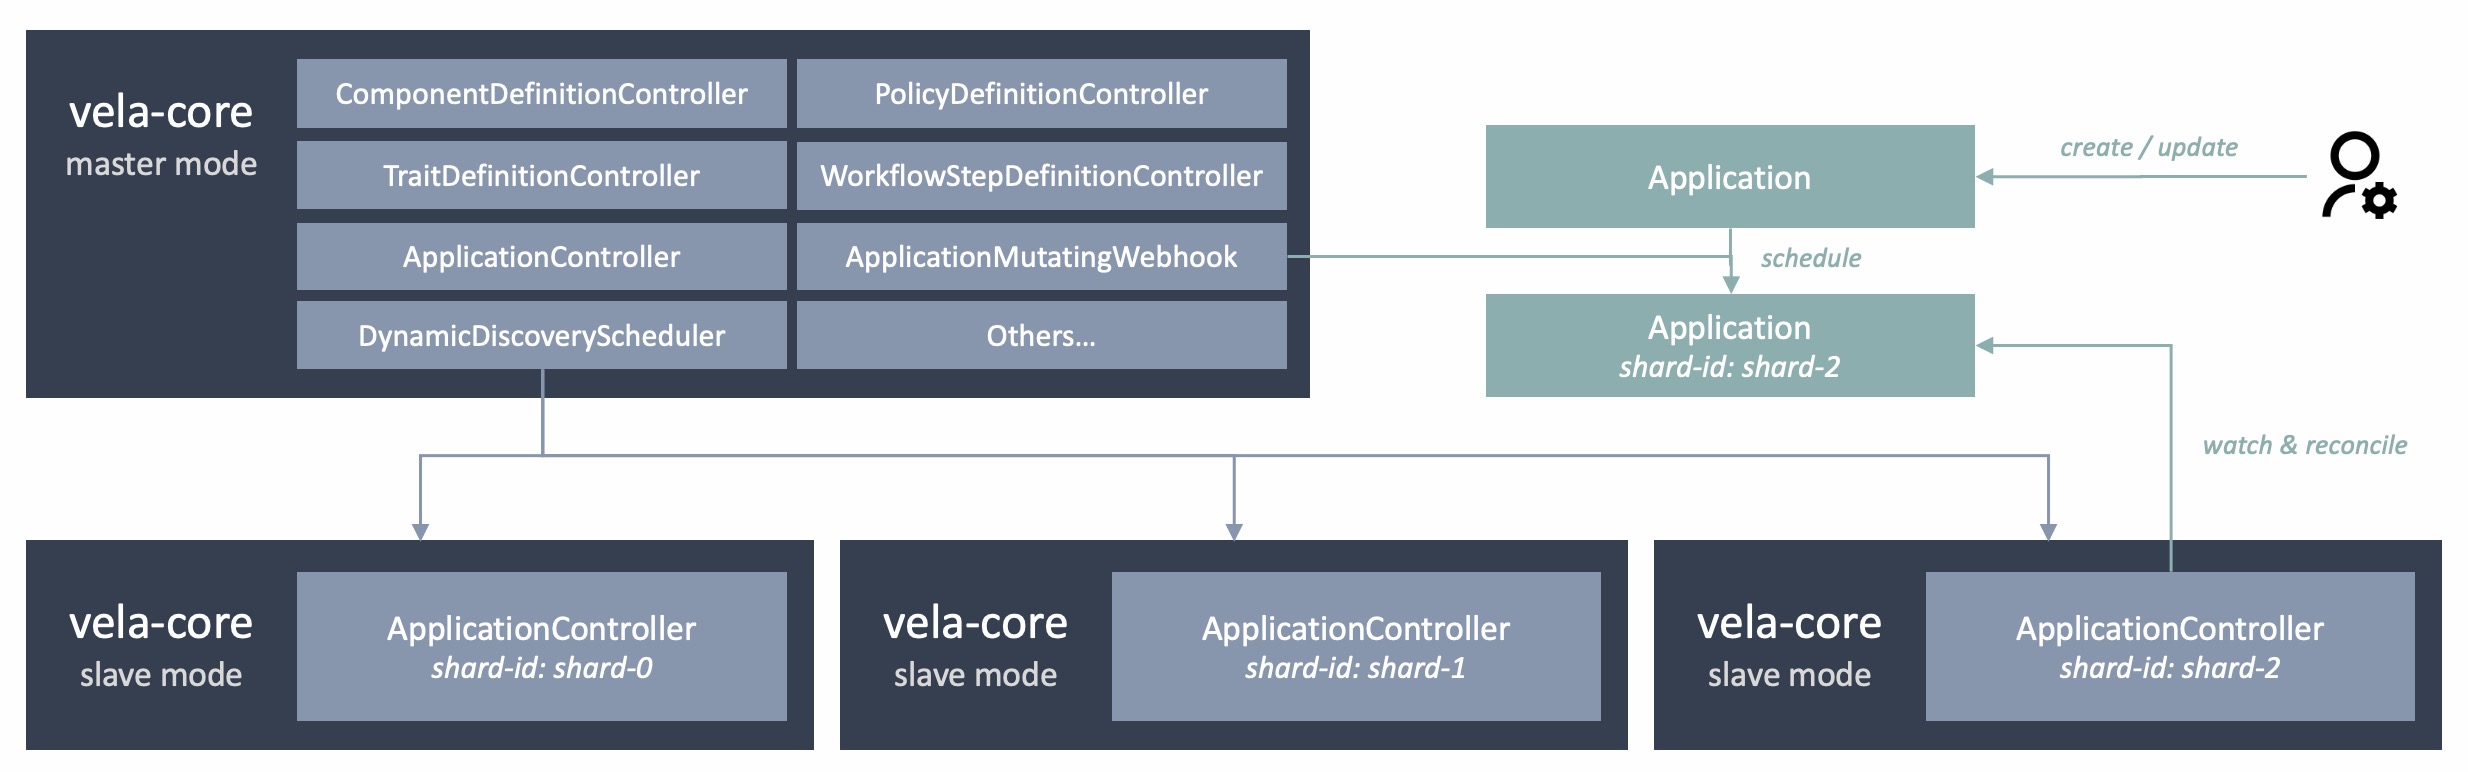 vela-core
master mode
ComponentDefinitionController
PolicyDefinitionController
TraitDefinitionController
WorkflowStepDefinitionController
ApplicationController
ApplicationMutatingWebhook
DynamicDiscoveryScheduler
Others...
Application
create / update
schedule
Application
shard-id: shard-2
watch & reconcile
vela-core
slave mode
ApplicationController
shard-id: shard-0
vela-core
slave mode
ApplicationController
shard-id: shard-1
vela-core
slave mode
ApplicationController
shard-id: shard-2